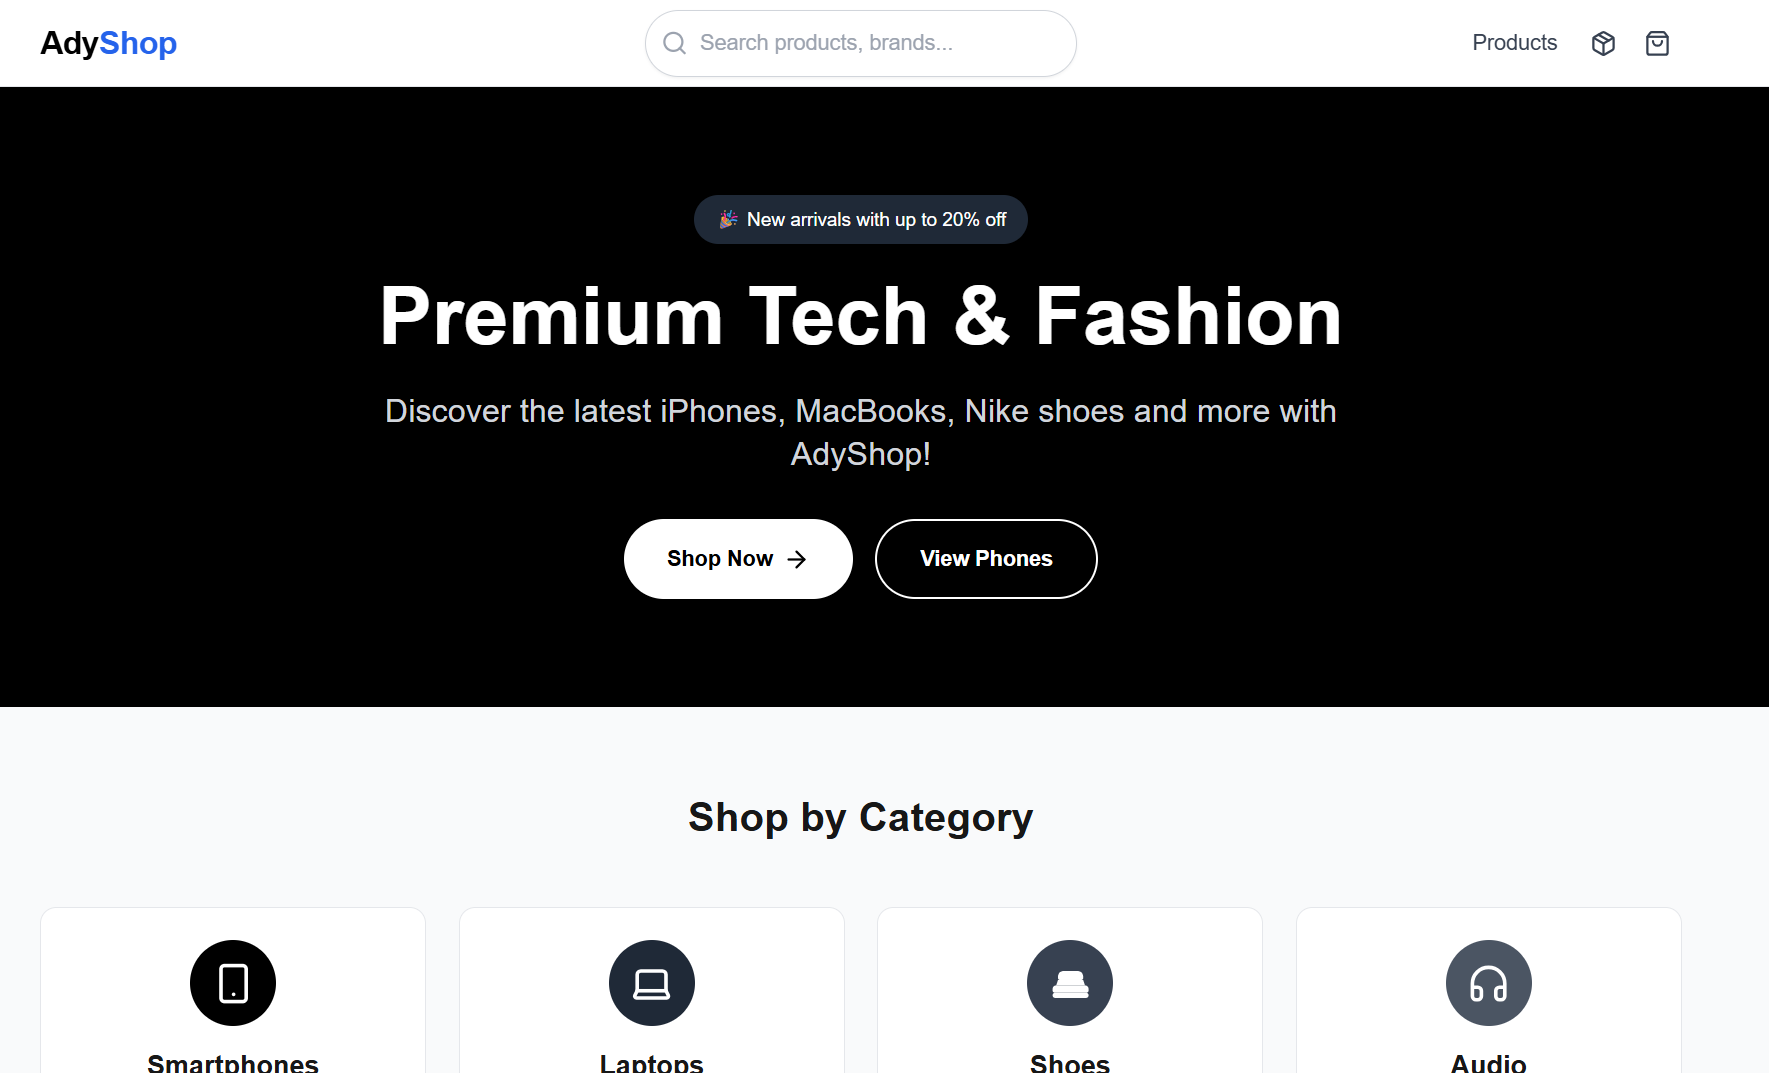 AdyShop
Search products, brands...
Products
🎉 New arrivals with up to 20% off
Premium Tech & Fashion
Discover the latest iPhones, MacBooks, Nike shoes and more with
AdyShop!
Shop Now →
View Phones
Shop by Category
Smartphones
Laptops
Shoes
Audio